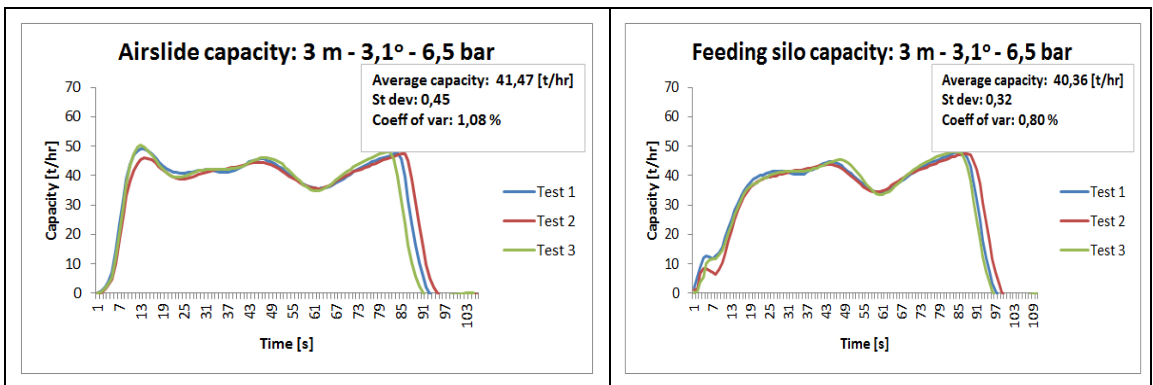 Airslide capacity: 3 m - 3,1º - 6,5 bar
Average capacity: 41,47 [t/hr]
St dev: 0,45
Coeff of var: 1,08 %
70
60
50
40
30
20
10
0
Capacity [t/hr]
1 7 13 19 25 31 37 43 49 55 61 67 73 79 85 91 97 103
Time [s]
Test 1
Test 2
Test 3
Feeding silo capacity: 3 m - 3,1º - 6,5 bar
Average capacity: 40,36 [t/hr]
St dev: 0,32
Coeff of var: 0,80 %
70
60
50
40
30
20
10
0
Capacity [t/hr]
1 7 13 19 25 31 37 43 49 55 61 67 73 79 85 91 97 103 109
Time [s]
Test 1
Test 2
Test 3